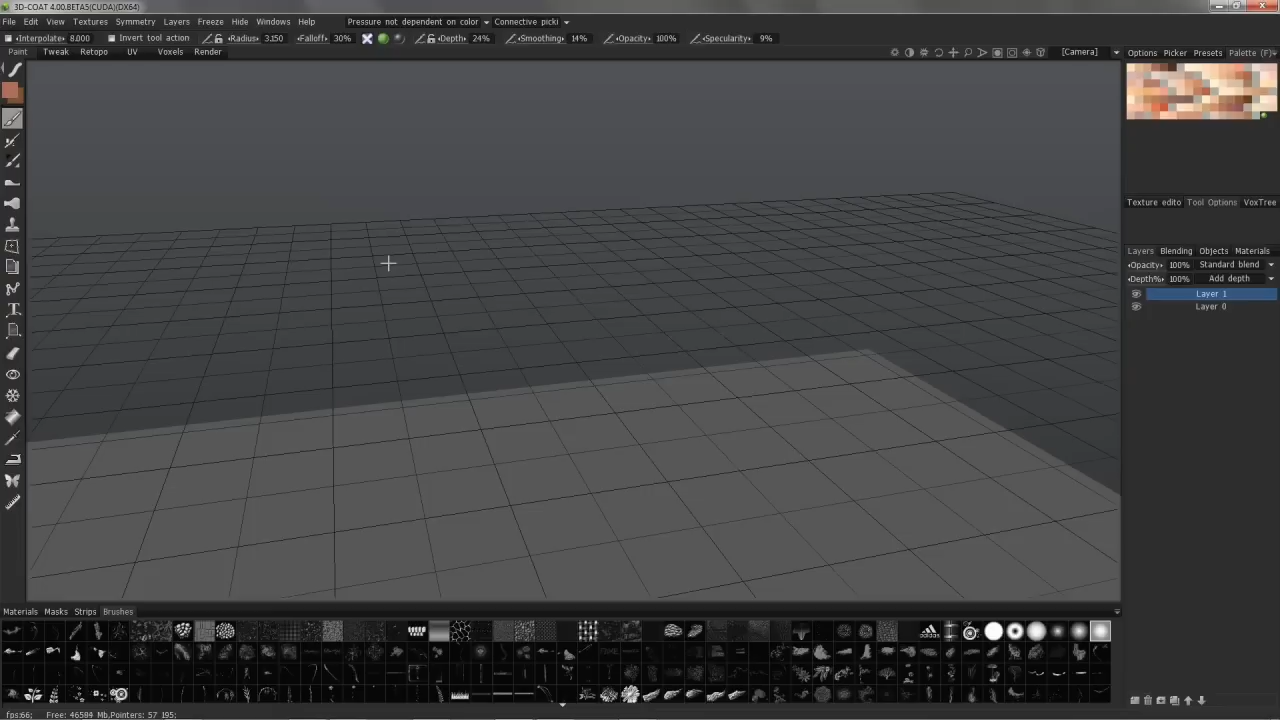 3D-COAT 4.00.BETA5(CUDA)(DX64)
File Edit View Textures Symmetry Layers Freeze Hide Windows Help Pressure not dependent on color Connective picki
Interpolate: 8.000 Invert tool action Radius: 3.150 Falloff: 30% Depth: 24% Smoothing: 14% Opacity: 100% Specularity: 9%
Paint Tweak Retopo UV Voxels Render [Camera] Options Picker Presets Palette (F)
Texture edito Tool Options VoxTree
Layers Blending Objects Materials
Opacity: 100% Standard blend
Depth%: 100% Add depth
Layer 1
Layer 0
Materials Masks Strips Brushes
adidas
fps:66; Free: 46584 Mb,Pointers: 57 195;